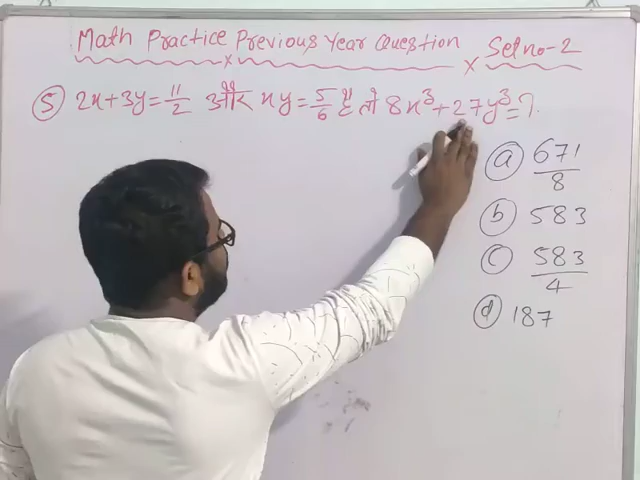 Math Practice Previous Year Question
x x Set no-2
(5) 2x+3y=11/2 और xy=5/6 है तो 8x³+27y³=?
(a) 671/8
(b) 583
(c) 583/4
(d) 187